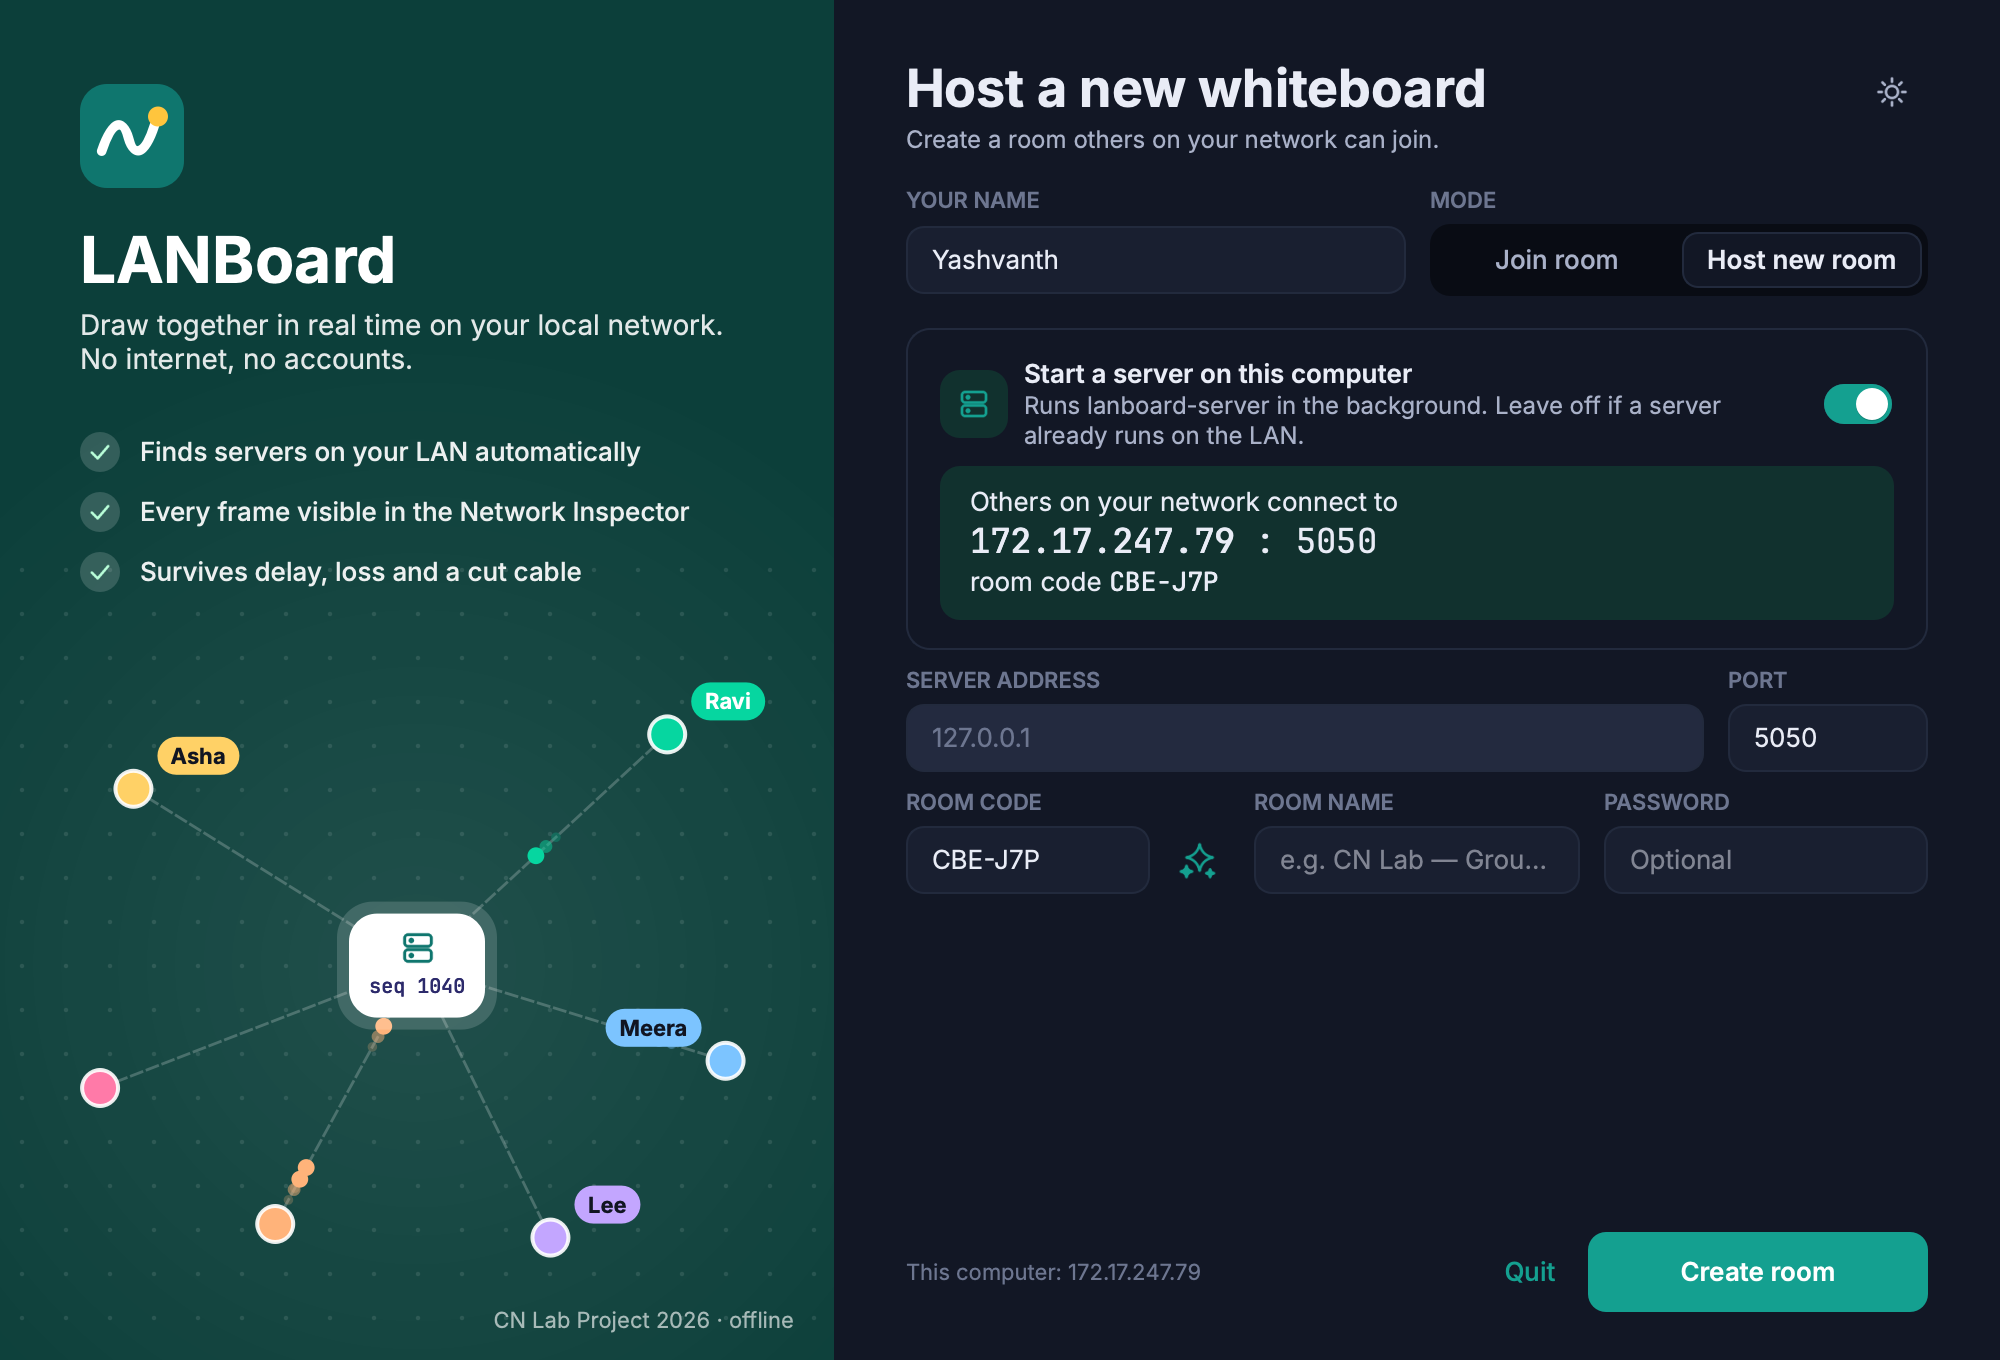 LANBoard
Draw together in real time on your local network.
No internet, no accounts.
Finds servers on your LAN automatically
Every frame visible in the Network Inspector
Survives delay, loss and a cut cable
Ravi
Asha
seq 1040
Meera
Lee
CN Lab Project 2026 · offline
Host a new whiteboard
Create a room others on your network can join.
YOUR NAME
MODE
Yashvanth
Join room
Host new room
Start a server on this computer
Runs lanboard-server in the background. Leave off if a server
already runs on the LAN.
Others on your network connect to
172.17.247.79 : 5050
room code CBE-J7P
SERVER ADDRESS
PORT
127.0.0.1
5050
ROOM CODE
ROOM NAME
PASSWORD
CBE-J7P
e.g. CN Lab — Grou...
Optional
This computer: 172.17.247.79
Quit
Create room